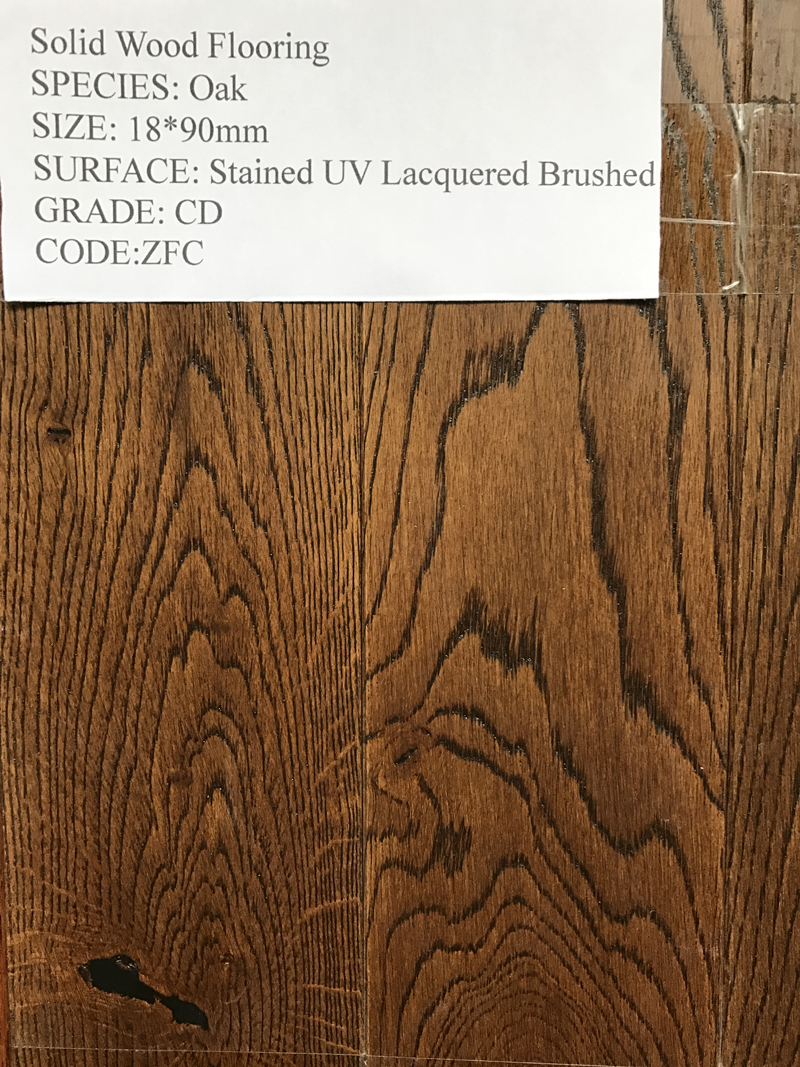 Solid Wood Flooring
SPECIES: Oak
SIZE: 18*90mm
SURFACE: Stained UV Lacquered Brushed
GRADE: CD
CODE:ZFC